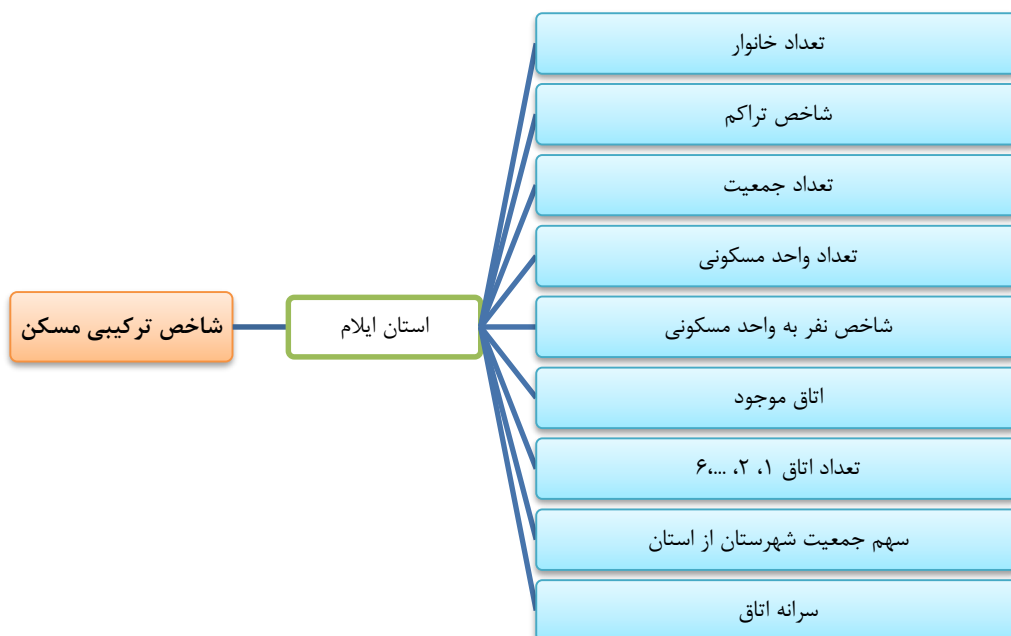 شاخص ترکیبی مسکن
استان ایلام
تعداد خانوار
شاخص تراکم
تعداد جمعیت
تعداد واحد مسکونی
شاخص نفر به واحد مسکونی
اتاق موجود
تعداد اتاق ۱، ۲، ...،۶
سهم جمعیت شهرستان از استان
سرانه اتاق